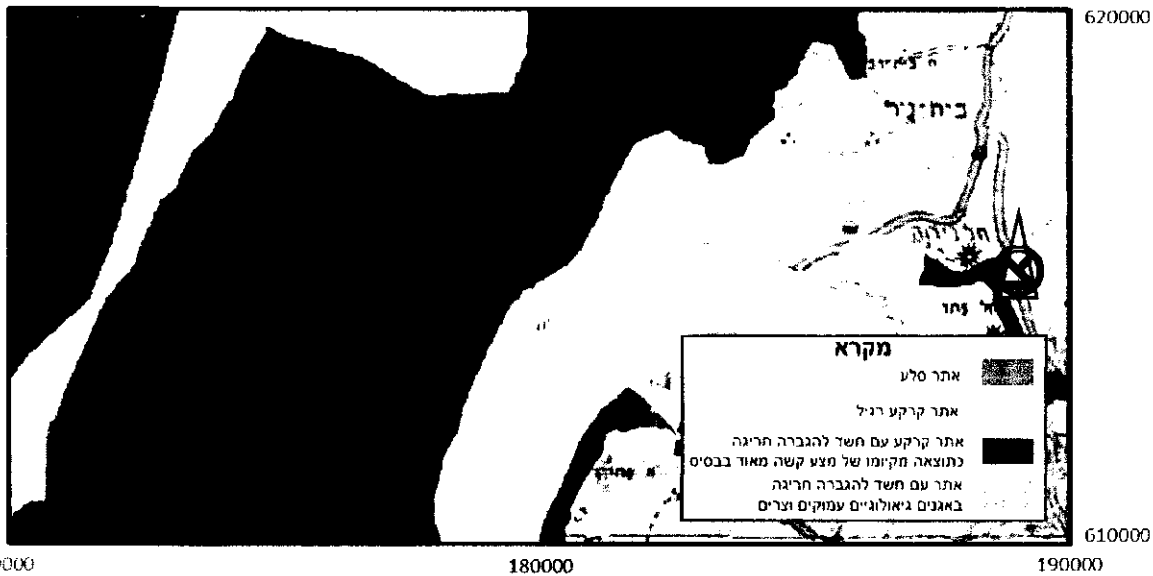 620000
בית-ניר
מקרא
אתר סלע
אתר קרקע רגיל
אתר קרקע עם חשד להגברה חריגה
כתוצאה מקיומו של מצע קשה מאוד בבסיס
אתר עם חשד להגברה חריגה
באגנים גיאולוגיים עמוקים וצרים
610000
180000
190000